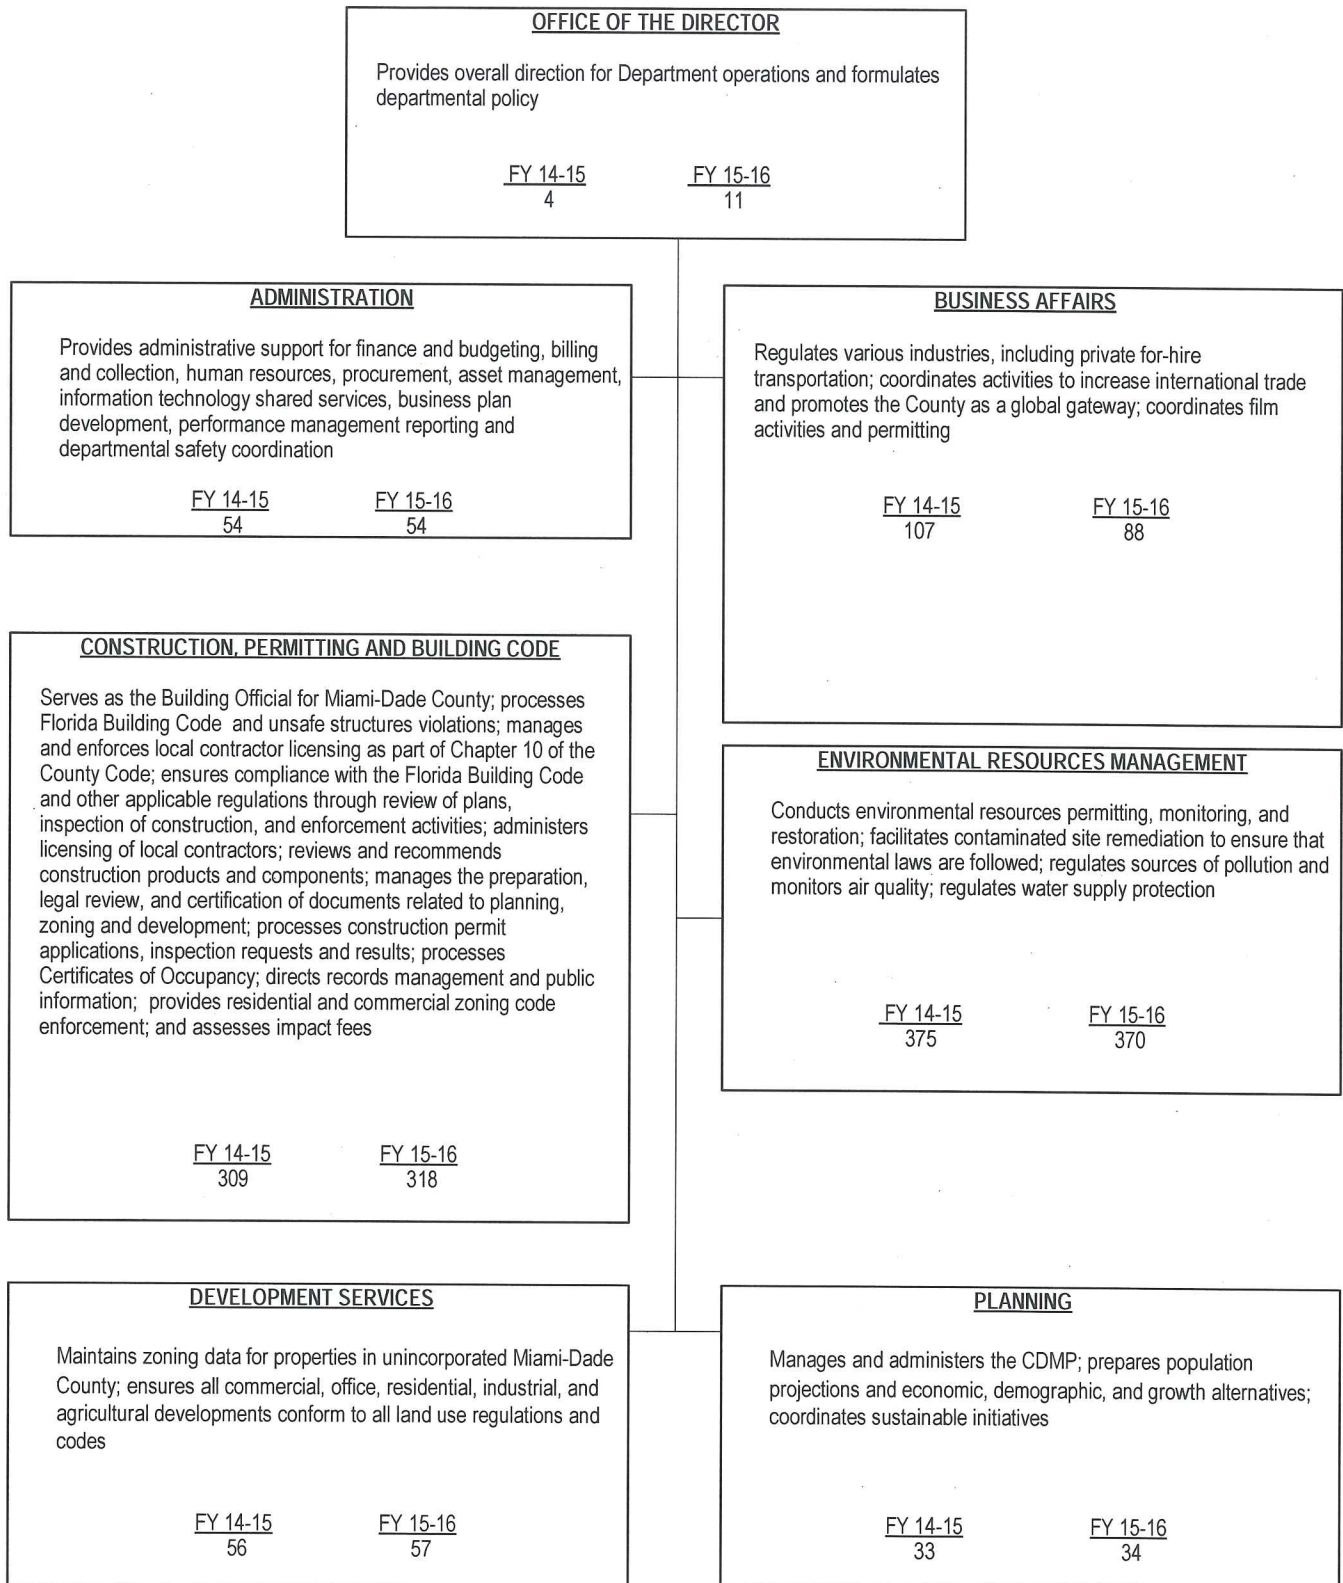 OFFICE OF THE DIRECTOR
Provides overall direction for Department operations and formulates
departmental policy
FY 14-15 FY 15-16
4 11
ADMINISTRATION
Provides administrative support for finance and budgeting, billing
and collection, human resources, procurement, asset management,
information technology shared services, business plan
development, performance management reporting and
departmental safety coordination
FY 14-15 FY 15-16
54 54
BUSINESS AFFAIRS
Regulates various industries, including private for-hire
transportation; coordinates activities to increase international trade
and promotes the County as a global gateway; coordinates film
activities and permitting
FY 14-15 FY 15-16
107 88
CONSTRUCTION, PERMITTING AND BUILDING CODE
Serves as the Building Official for Miami-Dade County; processes
Florida Building Code and unsafe structures violations; manages
and enforces local contractor licensing as part of Chapter 10 of the
County Code; ensures compliance with the Florida Building Code
and other applicable regulations through review of plans,
inspection of construction, and enforcement activities; administers
licensing of local contractors; reviews and recommends
construction products and components; manages the preparation,
legal review, and certification of documents related to planning,
zoning and development; processes construction permit
applications, inspection requests and results; processes
Certificates of Occupancy; directs records management and public
information; provides residential and commercial zoning code
enforcement; and assesses impact fees
FY 14-15 FY 15-16
309 318
ENVIRONMENTAL RESOURCES MANAGEMENT
Conducts environmental resources permitting, monitoring, and
restoration; facilitates contaminated site remediation to ensure that
environmental laws are followed; regulates sources of pollution and
monitors air quality; regulates water supply protection
FY 14-15 FY 15-16
375 370
DEVELOPMENT SERVICES
Maintains zoning data for properties in unincorporated Miami-Dade
County; ensures all commercial, office, residential, industrial, and
agricultural developments conform to all land use regulations and
codes
FY 14-15 FY 15-16
56 57
PLANNING
Manages and administers the CDMP; prepares population
projections and economic, demographic, and growth alternatives;
coordinates sustainable initiatives
FY 14-15 FY 15-16
33 34